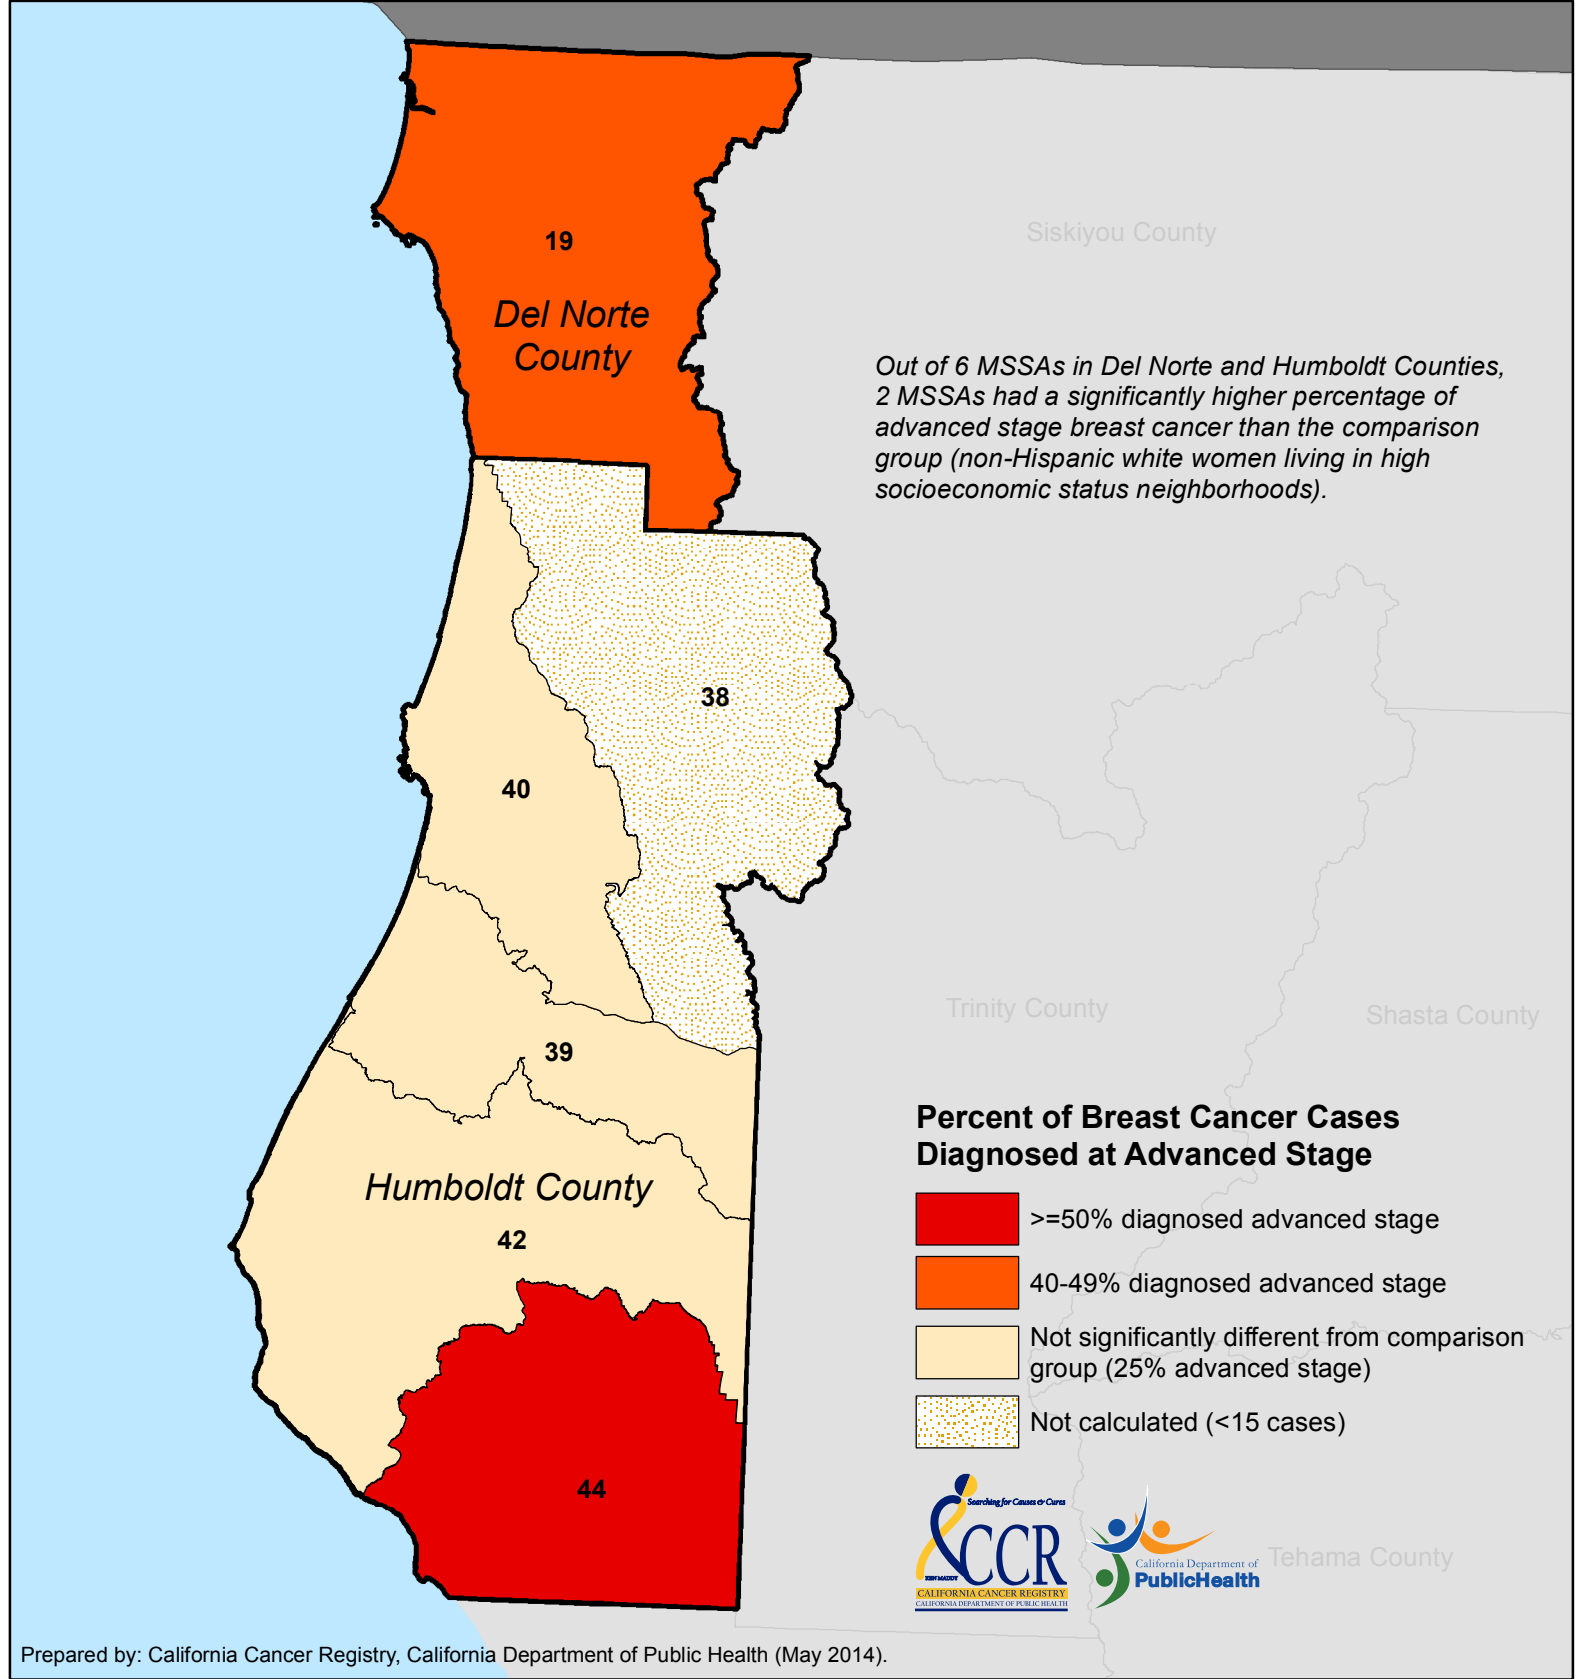 Siskiyou County
19
Del Norte
County
Out of 6 MSSAs in Del Norte and Humboldt Counties,
2 MSSAs had a significantly higher percentage of
advanced stage breast cancer than the comparison
group (non-Hispanic white women living in high
socioeconomic status neighborhoods).
38
40
Trinity County
Shasta County
39
Humboldt County
42
44
Percent of Breast Cancer Cases
Diagnosed at Advanced Stage
>=50% diagnosed advanced stage
40-49% diagnosed advanced stage
Not significantly different from comparison
group (25% advanced stage)
Not calculated (<15 cases)
Searching for Causes & Cures
CCR
KEN MADDY
CALIFORNIA CANCER REGISTRY
CALIFORNIA DEPARTMENT OF PUBLIC HEALTH
California Department of
PublicHealth
Tehama County
Prepared by: California Cancer Registry, California Department of Public Health (May 2014).